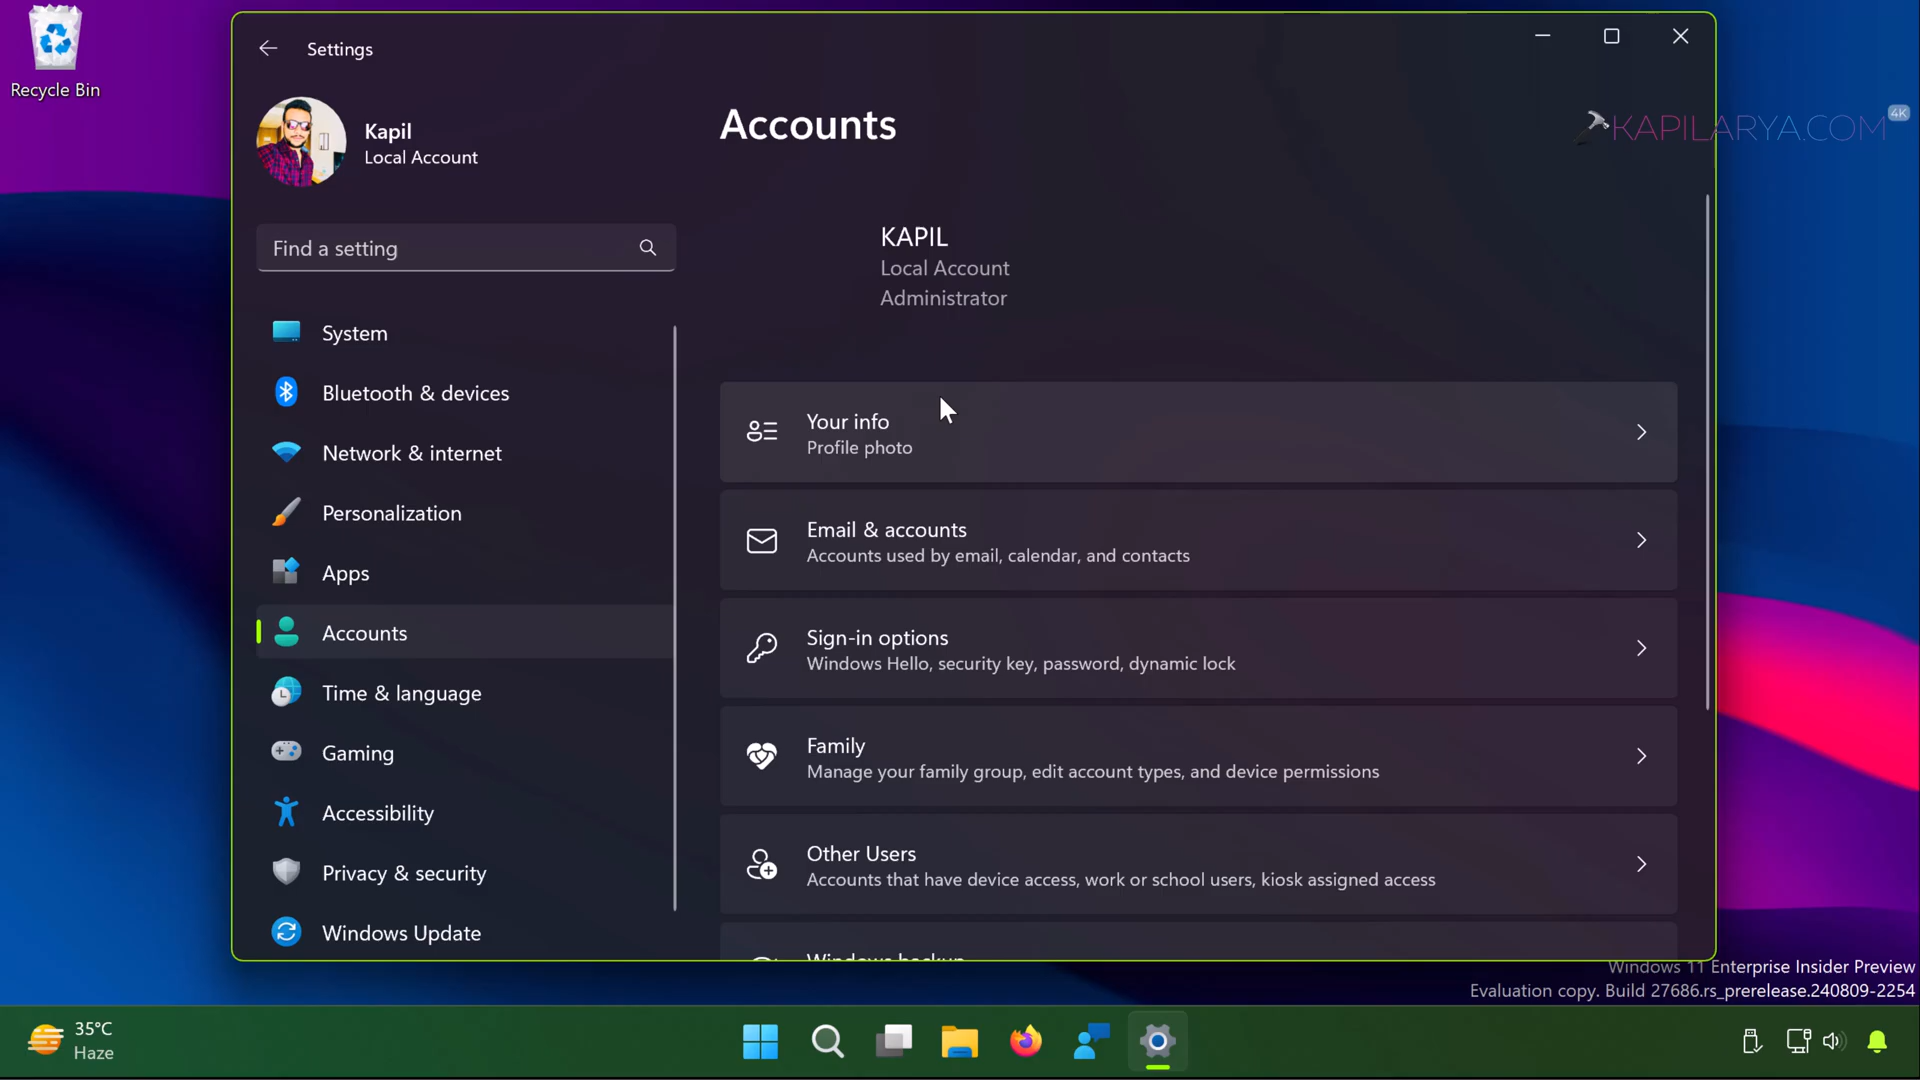 Recycle Bin
Settings
Kapil
Local Account
Find a setting
System
Bluetooth & devices
Network & internet
Personalization
Apps
Accounts
Time & language
Gaming
Accessibility
Privacy & security
Windows Update
Accounts
KAPILARYA.COM
4K
KAPIL
Local Account
Administrator
Your info
Profile photo
Email & accounts
Accounts used by email, calendar, and contacts
Sign-in options
Windows Hello, security key, password, dynamic lock
Family
Manage your family group, edit account types, and device permissions
Other Users
Accounts that have device access, work or school users, kiosk assigned access
Windows backup
Windows 11 Enterprise Insider Preview
Evaluation copy. Build 27686.rs_prerelease.240809-2254
35°C
Haze